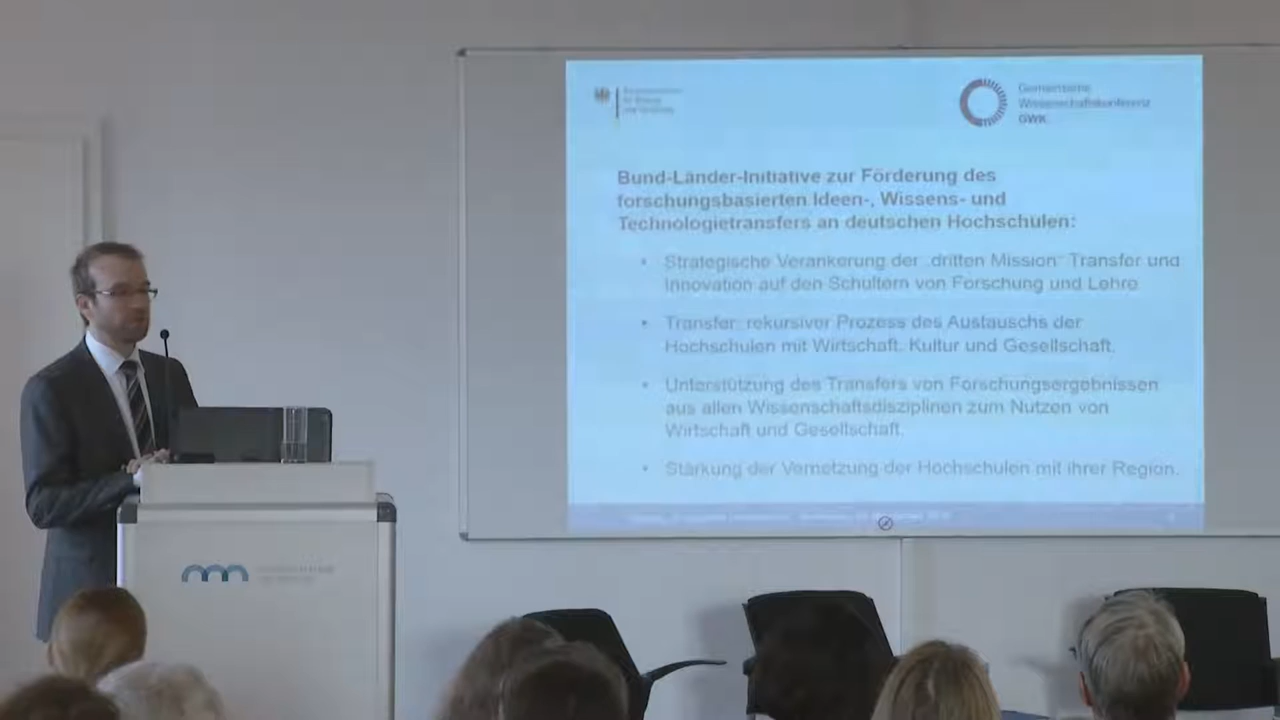 Gemeinsame
Wissenschaftskonferenz
GWK
Bund-Länder-Initiative zur Förderung des
forschungsbasierten Ideen-, Wissens- und
Technologietransfers an deutschen Hochschulen:
• Strategische Verankerung der „dritten Mission“ Transfer und
Innovation auf den Schultern von Forschung und Lehre
• Transfer: rekursiver Prozess des Austauschs der
Hochschulen mit Wirtschaft, Kultur und Gesellschaft.
• Unterstützung des Transfers von Forschungsergebnissen
aus allen Wissenschaftsdisziplinen zum Nutzen von
Wirtschaft und Gesellschaft.
• Stärkung der Vernetzung der Hochschulen mit ihrer Region.